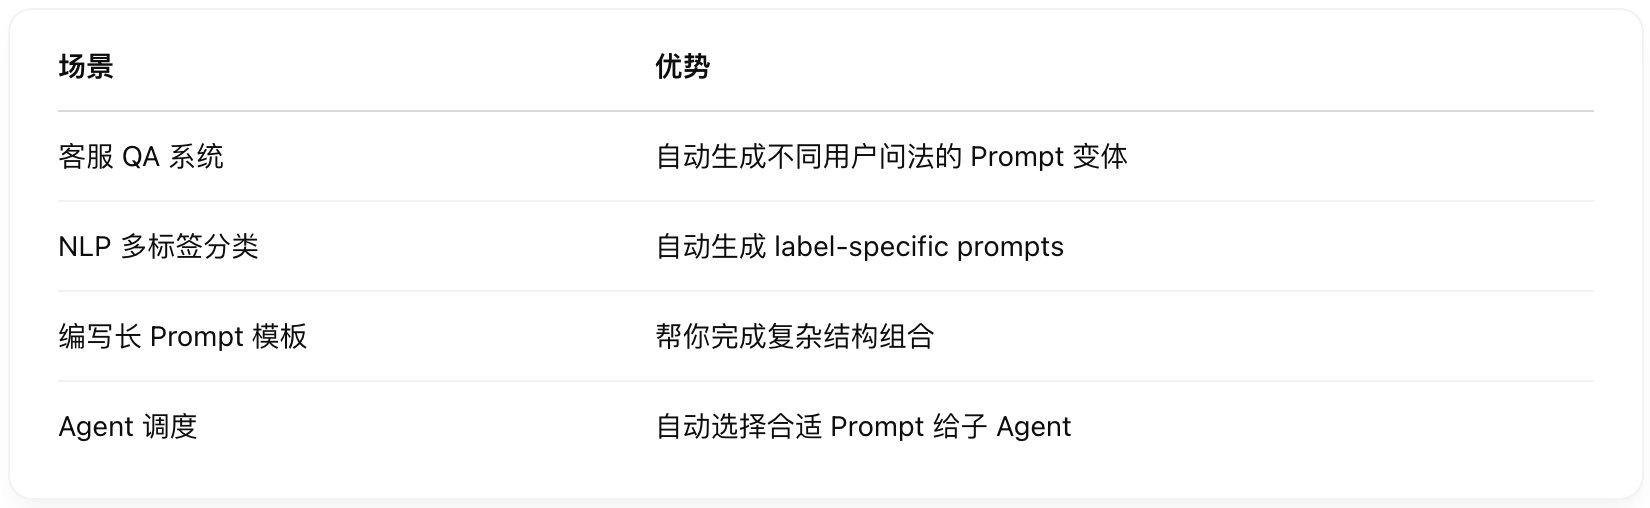 场景 优势
客服 QA 系统 自动生成不同用户问法的 Prompt 变体
NLP 多标签分类 自动生成 label-specific prompts
编写长 Prompt 模板 帮你完成复杂结构组合
Agent 调度 自动选择合适 Prompt 给子 Agent